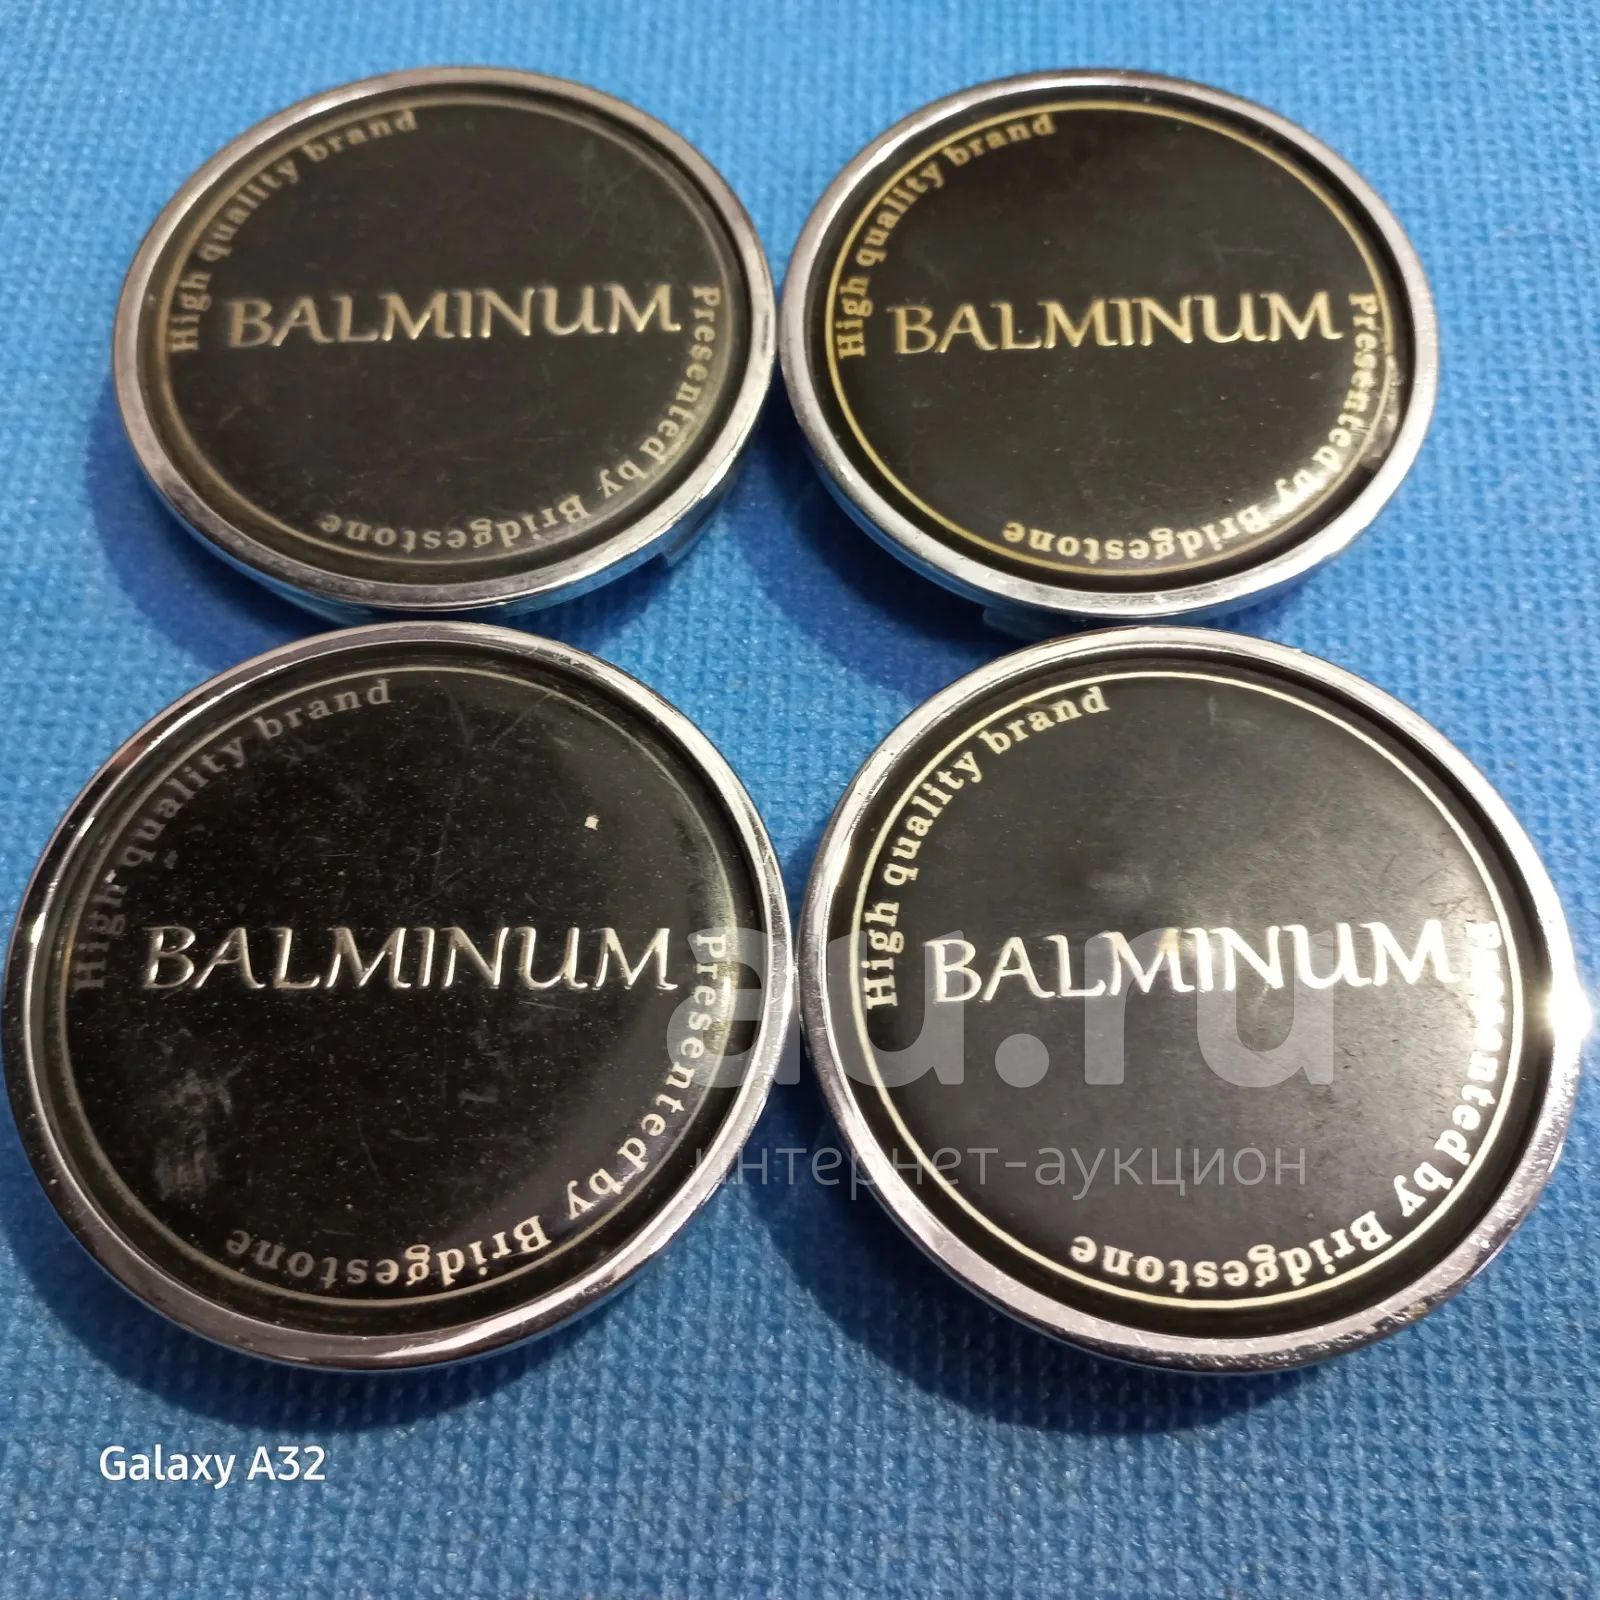 High quality brand
BALMINUM
Presented by Bridgestone
High quality brand
BALMINUM
Presented by Bridgestone
High quality brand
BALMINUM
Presented by Bridgestone
High quality brand
BALMINUM
Presented by Bridgestone
au.ru
интернет-аукцион
Galaxy A32